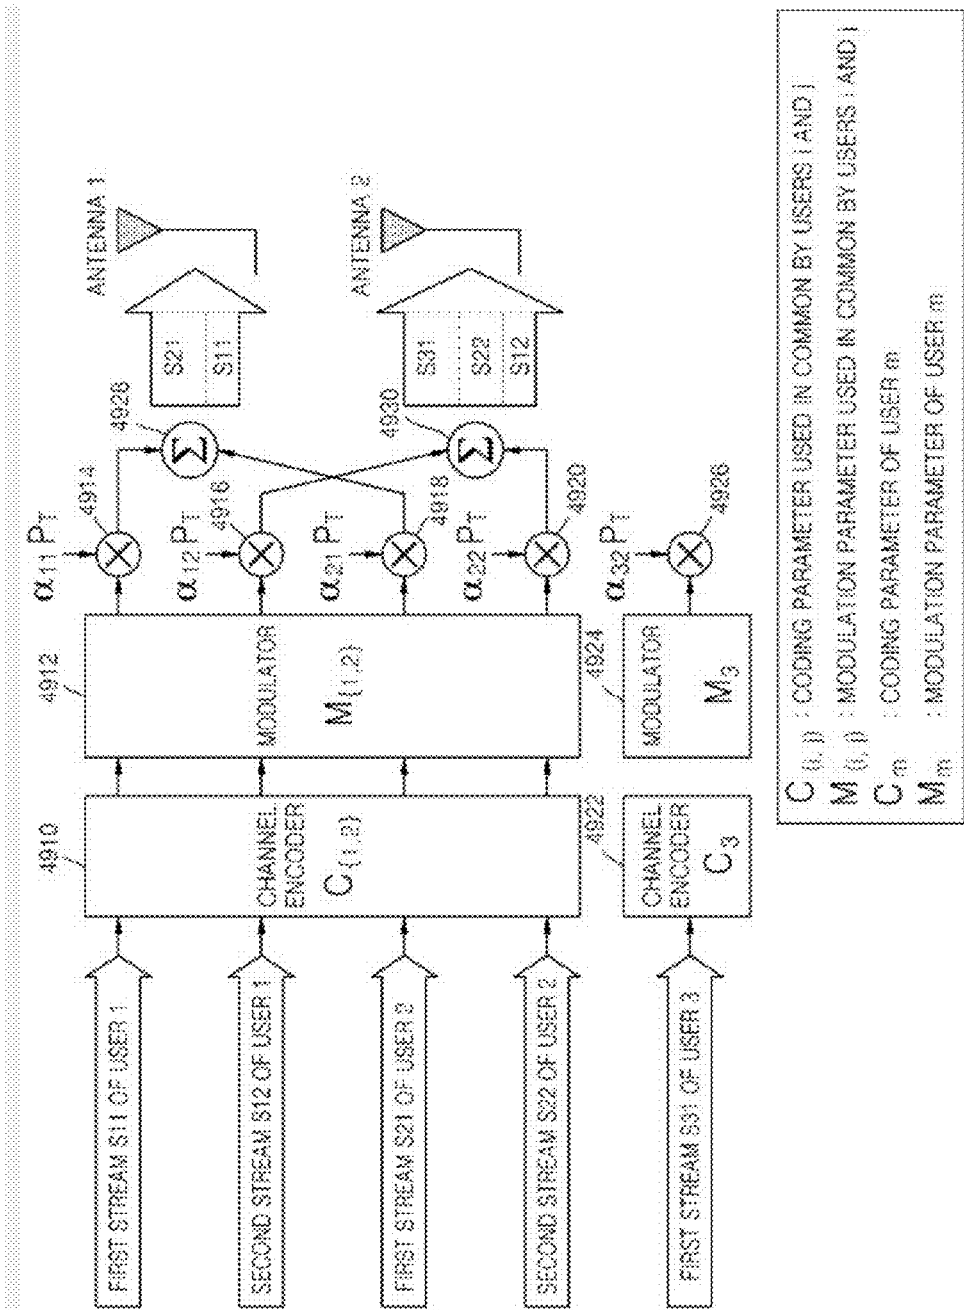 FIRST STREAM S11 OF USER 1
SECOND STREAM S12 OF USER 1
FIRST STREAM S21 OF USER 2
SECOND STREAM S22 OF USER 2
FIRST STREAM S31 OF USER 3
4910
CHANNEL
ENCODER
C{1,2}
4922
CHANNEL
ENCODER
C3
4912
MODULATOR
M{1,2}
4924
MODULATOR
M3
α11 PT
4914
α12 PT
4916
α21 PT
4918
α22 PT
4920
α32 PT
4926
4928
Σ
4930
Σ
S21
S11
S31
S22
S12
ANTENNA 1
ANTENNA 2
C{i, j} : CODING PARAMETER USED IN COMMON BY USERS i AND j
M{i, j} : MODULATION PARAMETER USED IN COMMON BY USERS i AND j
Cm : CODING PARAMETER OF USER m
Mm : MODULATION PARAMETER OF USER m